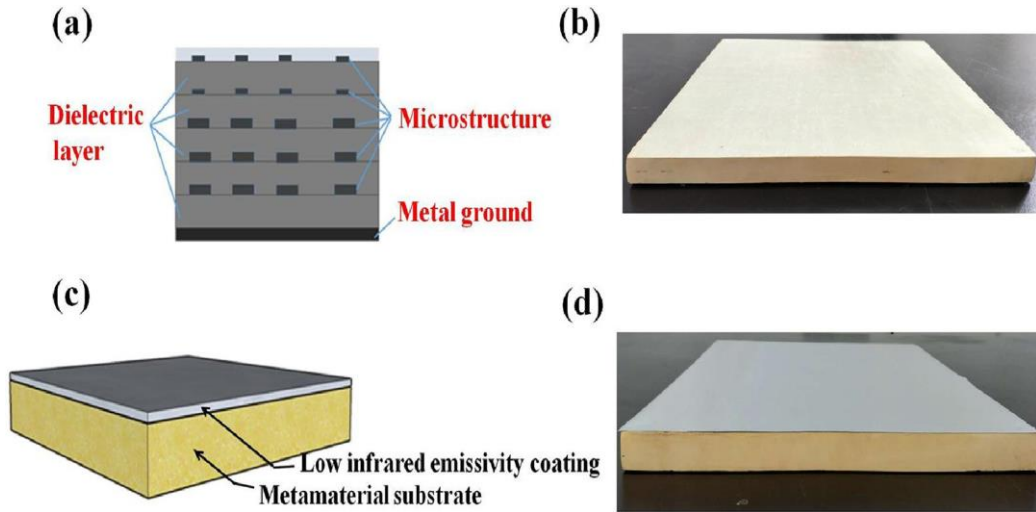 (a)
Dielectric
layer
Microstructure
Metal ground
(b)
(c)
Low infrared emissivity coating
Metamaterial substrate
(d)